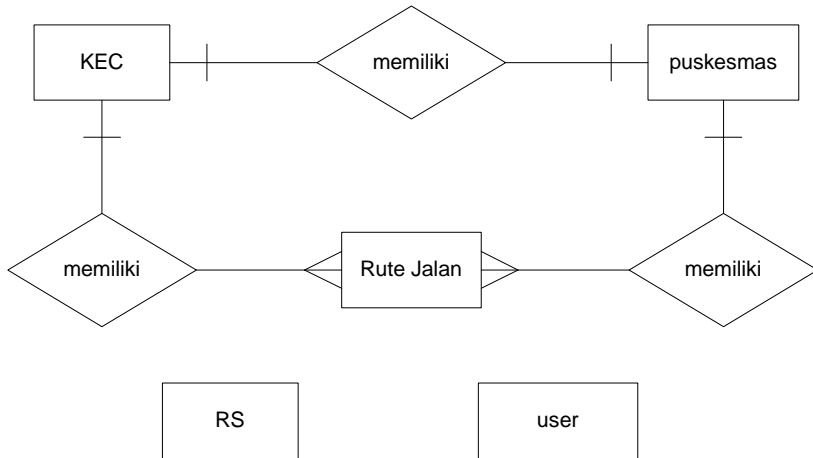 KEC
memiliki
puskesmas
memiliki
Rute Jalan
memiliki
RS
user